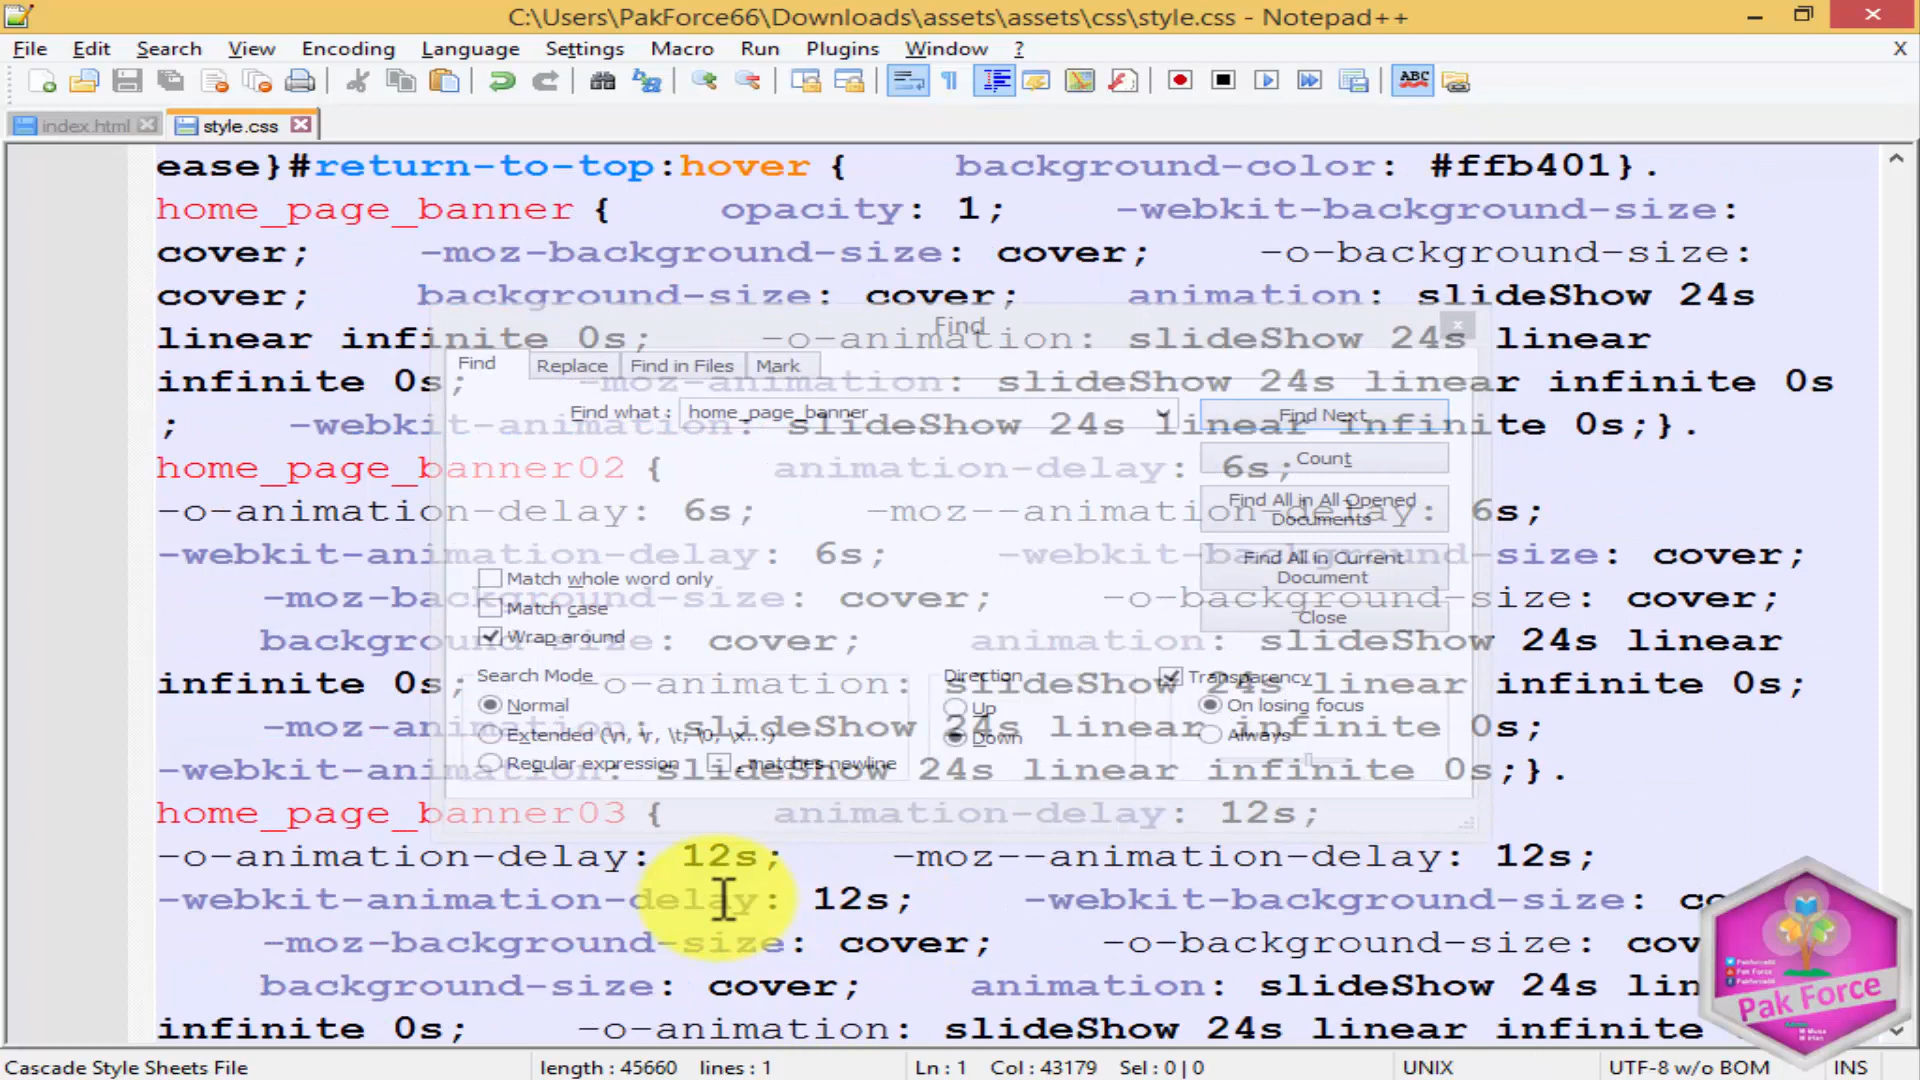 C:\Users\PakForce66\Downloads\assets\assets\css\style.css - Notepad++
File Edit Search View Encoding Language Settings Macro Run Plugins Window ? X
index.html style.css
ease}#return-to-top:hover { background-color: #ffb401}.
home_page_banner { opacity: 1; -webkit-background-size:
cover; -moz-background-size: cover; -o-background-size:
cover; background-size: cover; animation: slideShow 24s
linear infinite 0s; -o-animation: slideShow 24s linear
infinite 0s; -moz-animation: slideShow 24s linear infinite 0s
; -webkit-animation: slideShow 24s linear infinite 0s;}.
home_page_banner02 { animation-delay: 6s;
-o-animation-delay: 6s; -moz--animation-delay: 6s;
-webkit-animation-delay: 6s; -webkit-background-size: cover;
-moz-background-size: cover; -o-background-size: cover;
background-size: cover; animation: slideShow 24s linear
infinite 0s; -o-animation: slideShow 24s linear infinite 0s;
-moz-animation: slideShow 24s linear infinite 0s;
-webkit-animation: slideShow 24s linear infinite 0s;}.
home_page_banner03 { animation-delay: 12s;
-o-animation-delay: 12s; -moz--animation-delay: 12s;
-webkit-animation-delay: 12s; -webkit-background-size:
-moz-background-size: cover; -o-background-size:
background-size: cover; animation: slideShow 24s
infinite 0s; -o-animation: slideShow 24s linear infinite
Find
Find Replace Find in Files Mark
Find what : home_page_banner
Find Next
Count
Find All in All Opened
Documents
Find All in Current
Document
Close
Match whole word only
Match case
Wrap around
Search Mode
Normal
Extended (\n, \r, \t, \0, \x...)
Regular expression . matches newline
Direction
Up
Down
Transparency
On losing focus
Always
Pak Force
Cascade Style Sheets File length : 45660 lines : 1 Ln : 1 Col : 43179 Sel : 0 | 0 UNIX UTF-8 w/o BOM INS